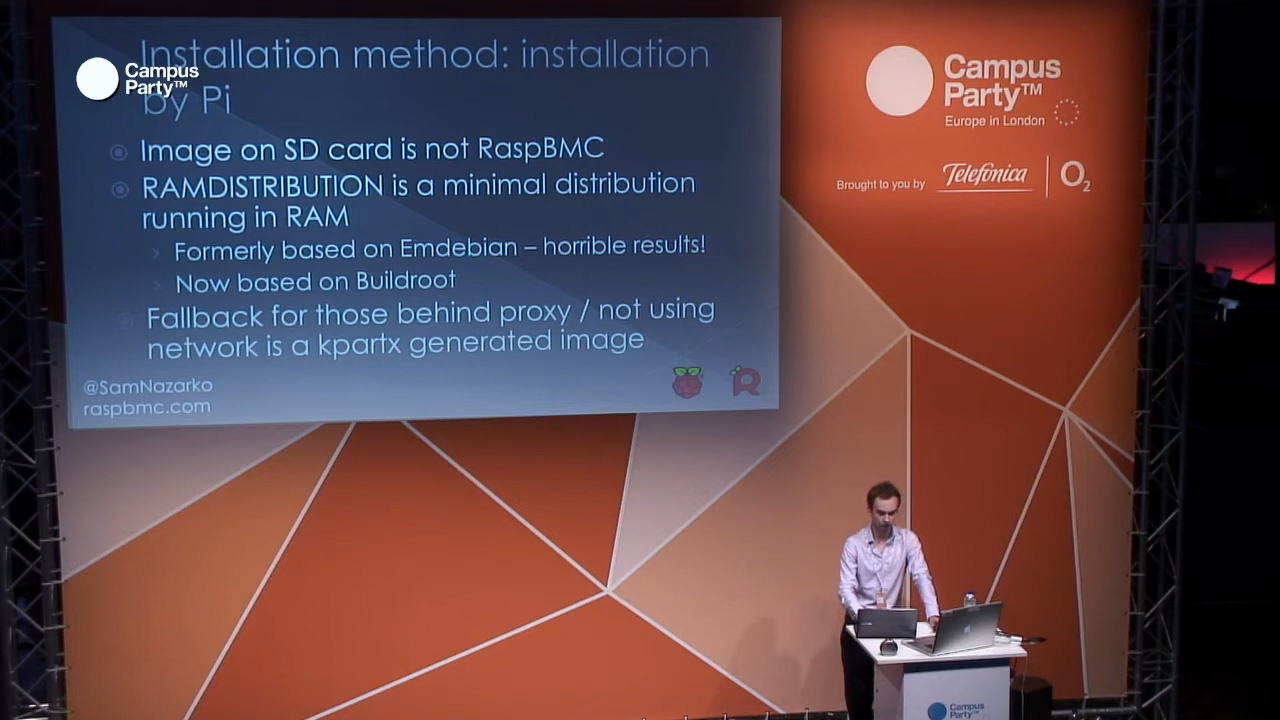 Installation method: installation
by Pi
Campus
Party™
Image on SD card is not RaspBMC
RAMDISTRIBUTION is a minimal distribution
running in RAM
Formerly based on Emdebian – horrible results!
Now based on Buildroot
Fallback for those behind proxy / not using
network is a kpartx generated image
@SamNazarko
raspbmc.com
R
Campus
Party™
Europe in London
Brought to you by
Telefónica
O2
Campus
Party™